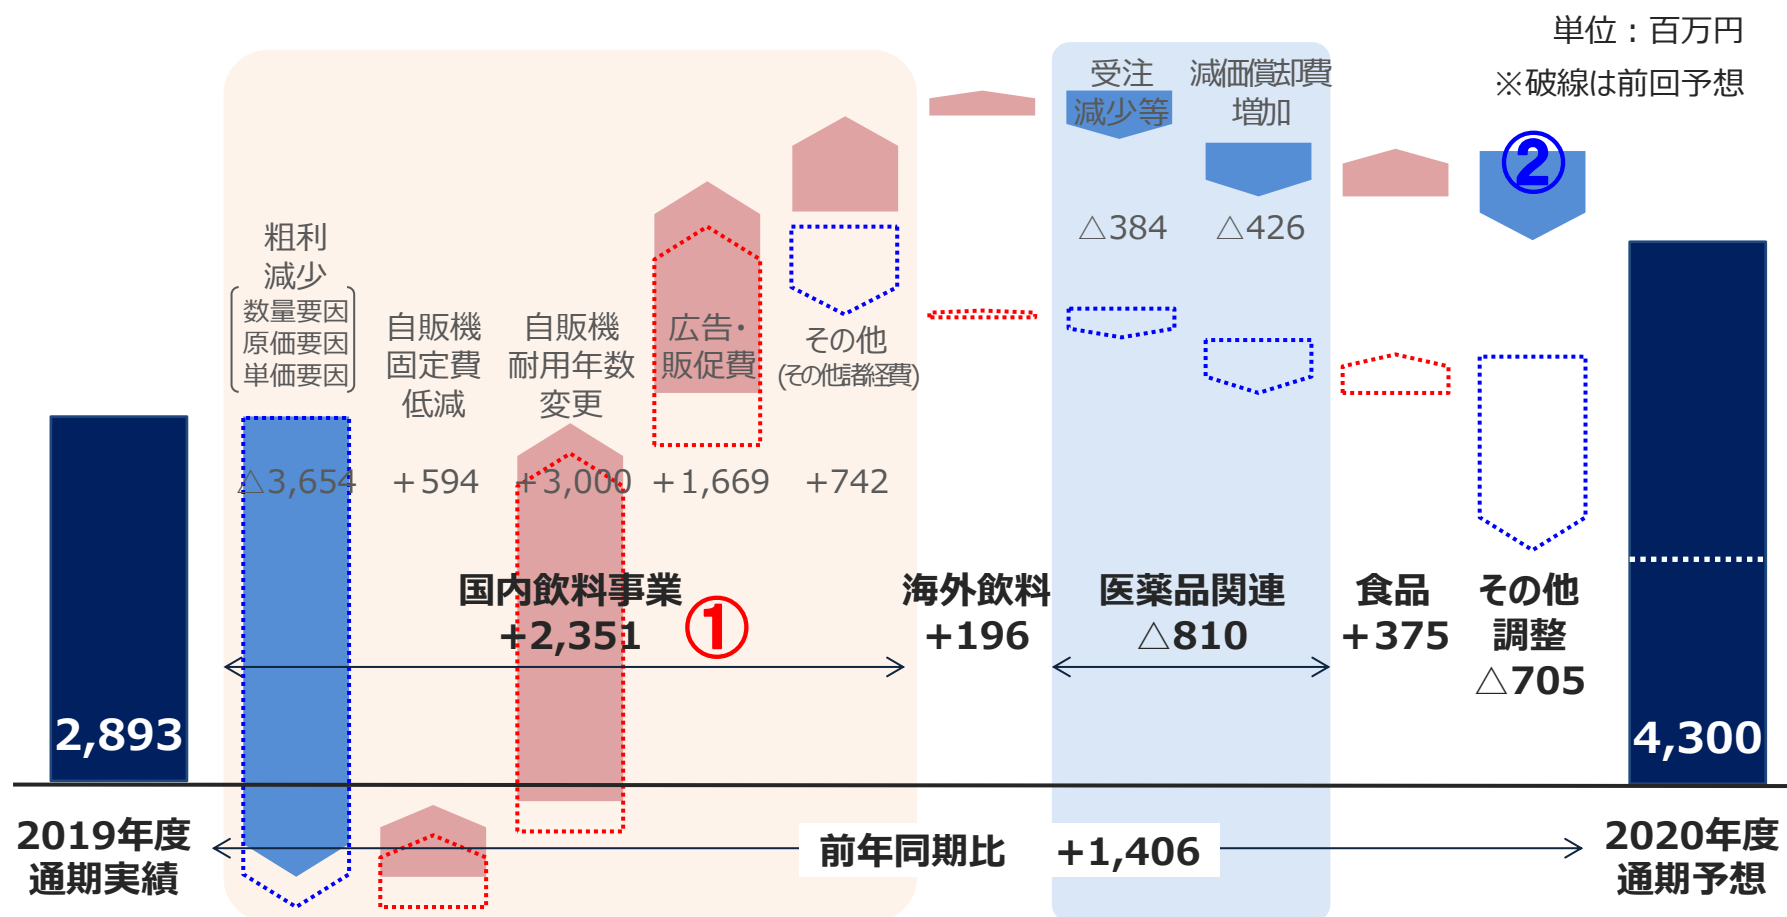 単位：百万円
※破線は前回予想
受注
減少等
減価償却費
増加
②
△384
△426
粗利
減少
数量要因
原価要因
単価要因
自販機
固定費
低減
自販機
耐用年数
変更
広告・
販促費
その他
(その他諸経費)
△3,654
+594
+3,000
+1,669
+742
国内飲料事業
+2,351
①
海外飲料
+196
医薬品関連
△810
食品
+375
その他
調整
△705
2,893
4,300
2019年度
通期実績
前年同期比 +1,406
2020年度
通期予想